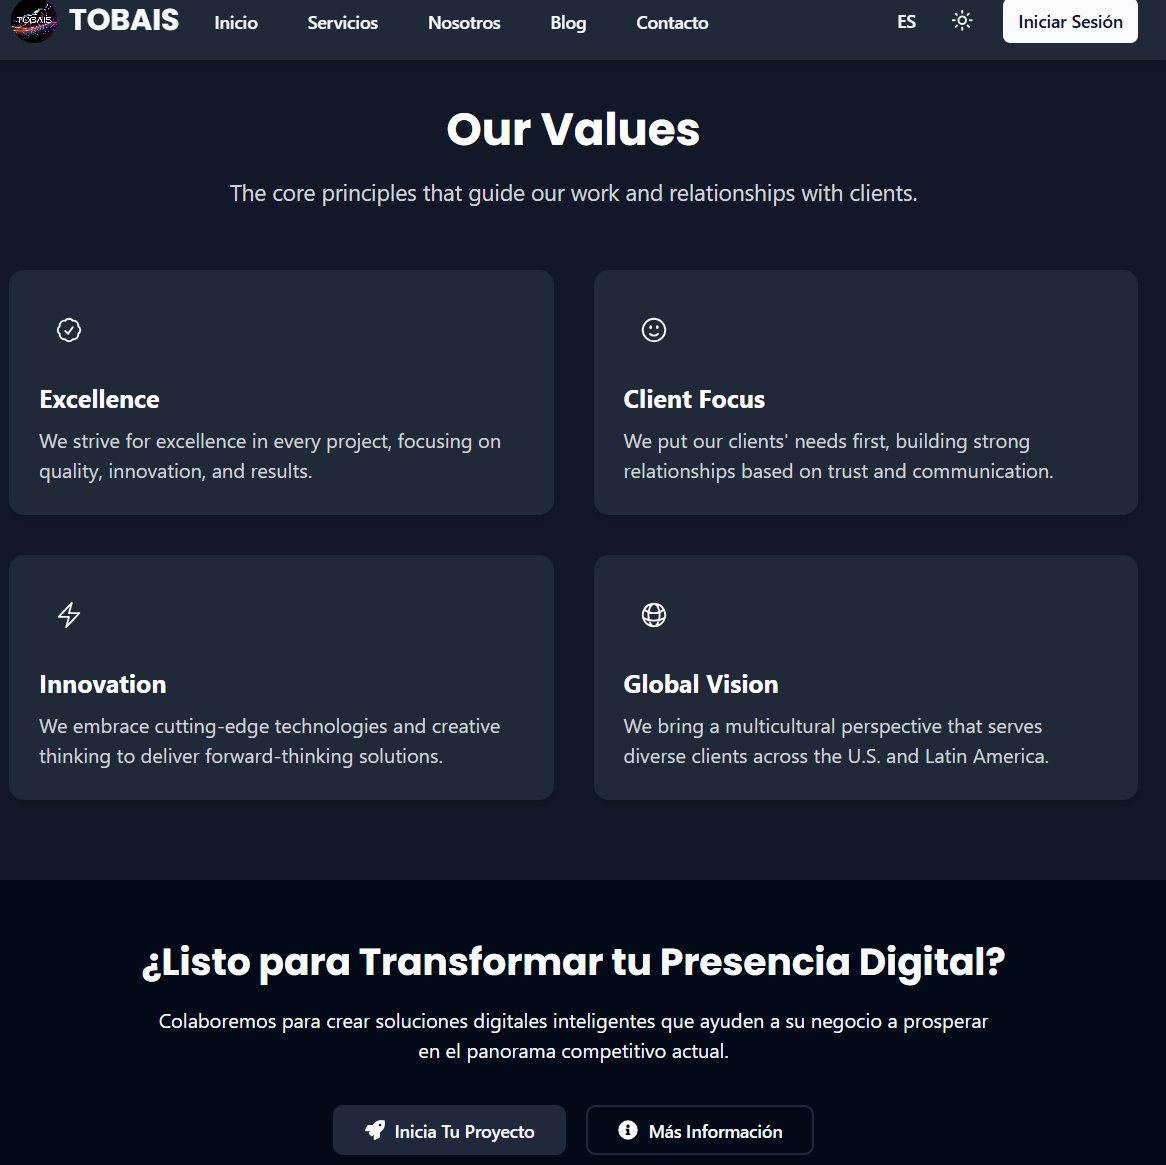 TOBAIS
TOBAIS
Inicio
Servicios
Nosotros
Blog
Contacto
ES
Iniciar Sesión
Our Values
The core principles that guide our work and relationships with clients.
Excellence
We strive for excellence in every project, focusing on
quality, innovation, and results.
Client Focus
We put our clients' needs first, building strong
relationships based on trust and communication.
Innovation
We embrace cutting-edge technologies and creative
thinking to deliver forward-thinking solutions.
Global Vision
We bring a multicultural perspective that serves
diverse clients across the U.S. and Latin America.
¿Listo para Transformar tu Presencia Digital?
Colaboremos para crear soluciones digitales inteligentes que ayuden a su negocio a prosperar
en el panorama competitivo actual.
Inicia Tu Proyecto
Más Información